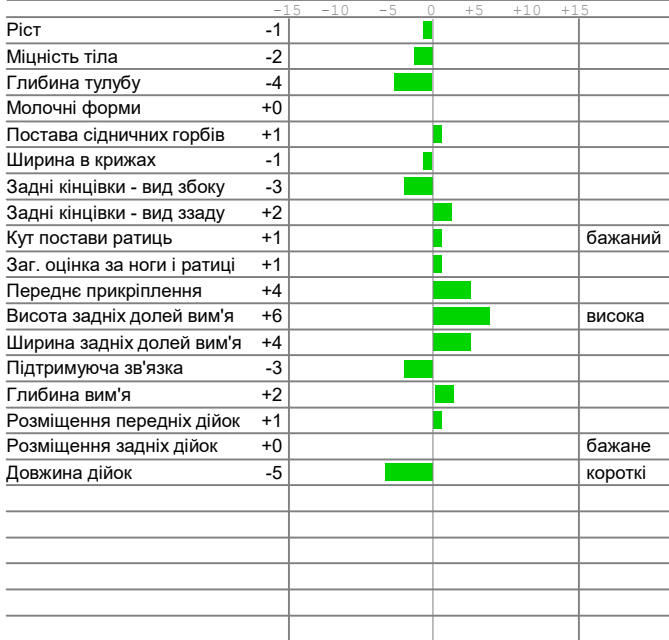 -15 -10 -5 0 +5 +10 +15
Ріст -1
Міцність тіла -2
Глибина тулубу -4
Молочні форми +0
Постава сідничних горбів +1
Ширина в крижах -1
Задні кінцівки - вид збоку -3
Задні кінцівки - вид ззаду +2
Кут постави ратиць +1 бажаний
Заг. оцінка за ноги і ратиці +1
Переднє прикріплення +4
Висота задніх долей вим'я +6 висока
Ширина задніх долей вим'я +4
Підтримуюча зв'язка -3
Глибина вим'я +2
Розміщення передніх дійок +1
Розміщення задніх дійок +0 бажане
Довжина дійок -5 короткі